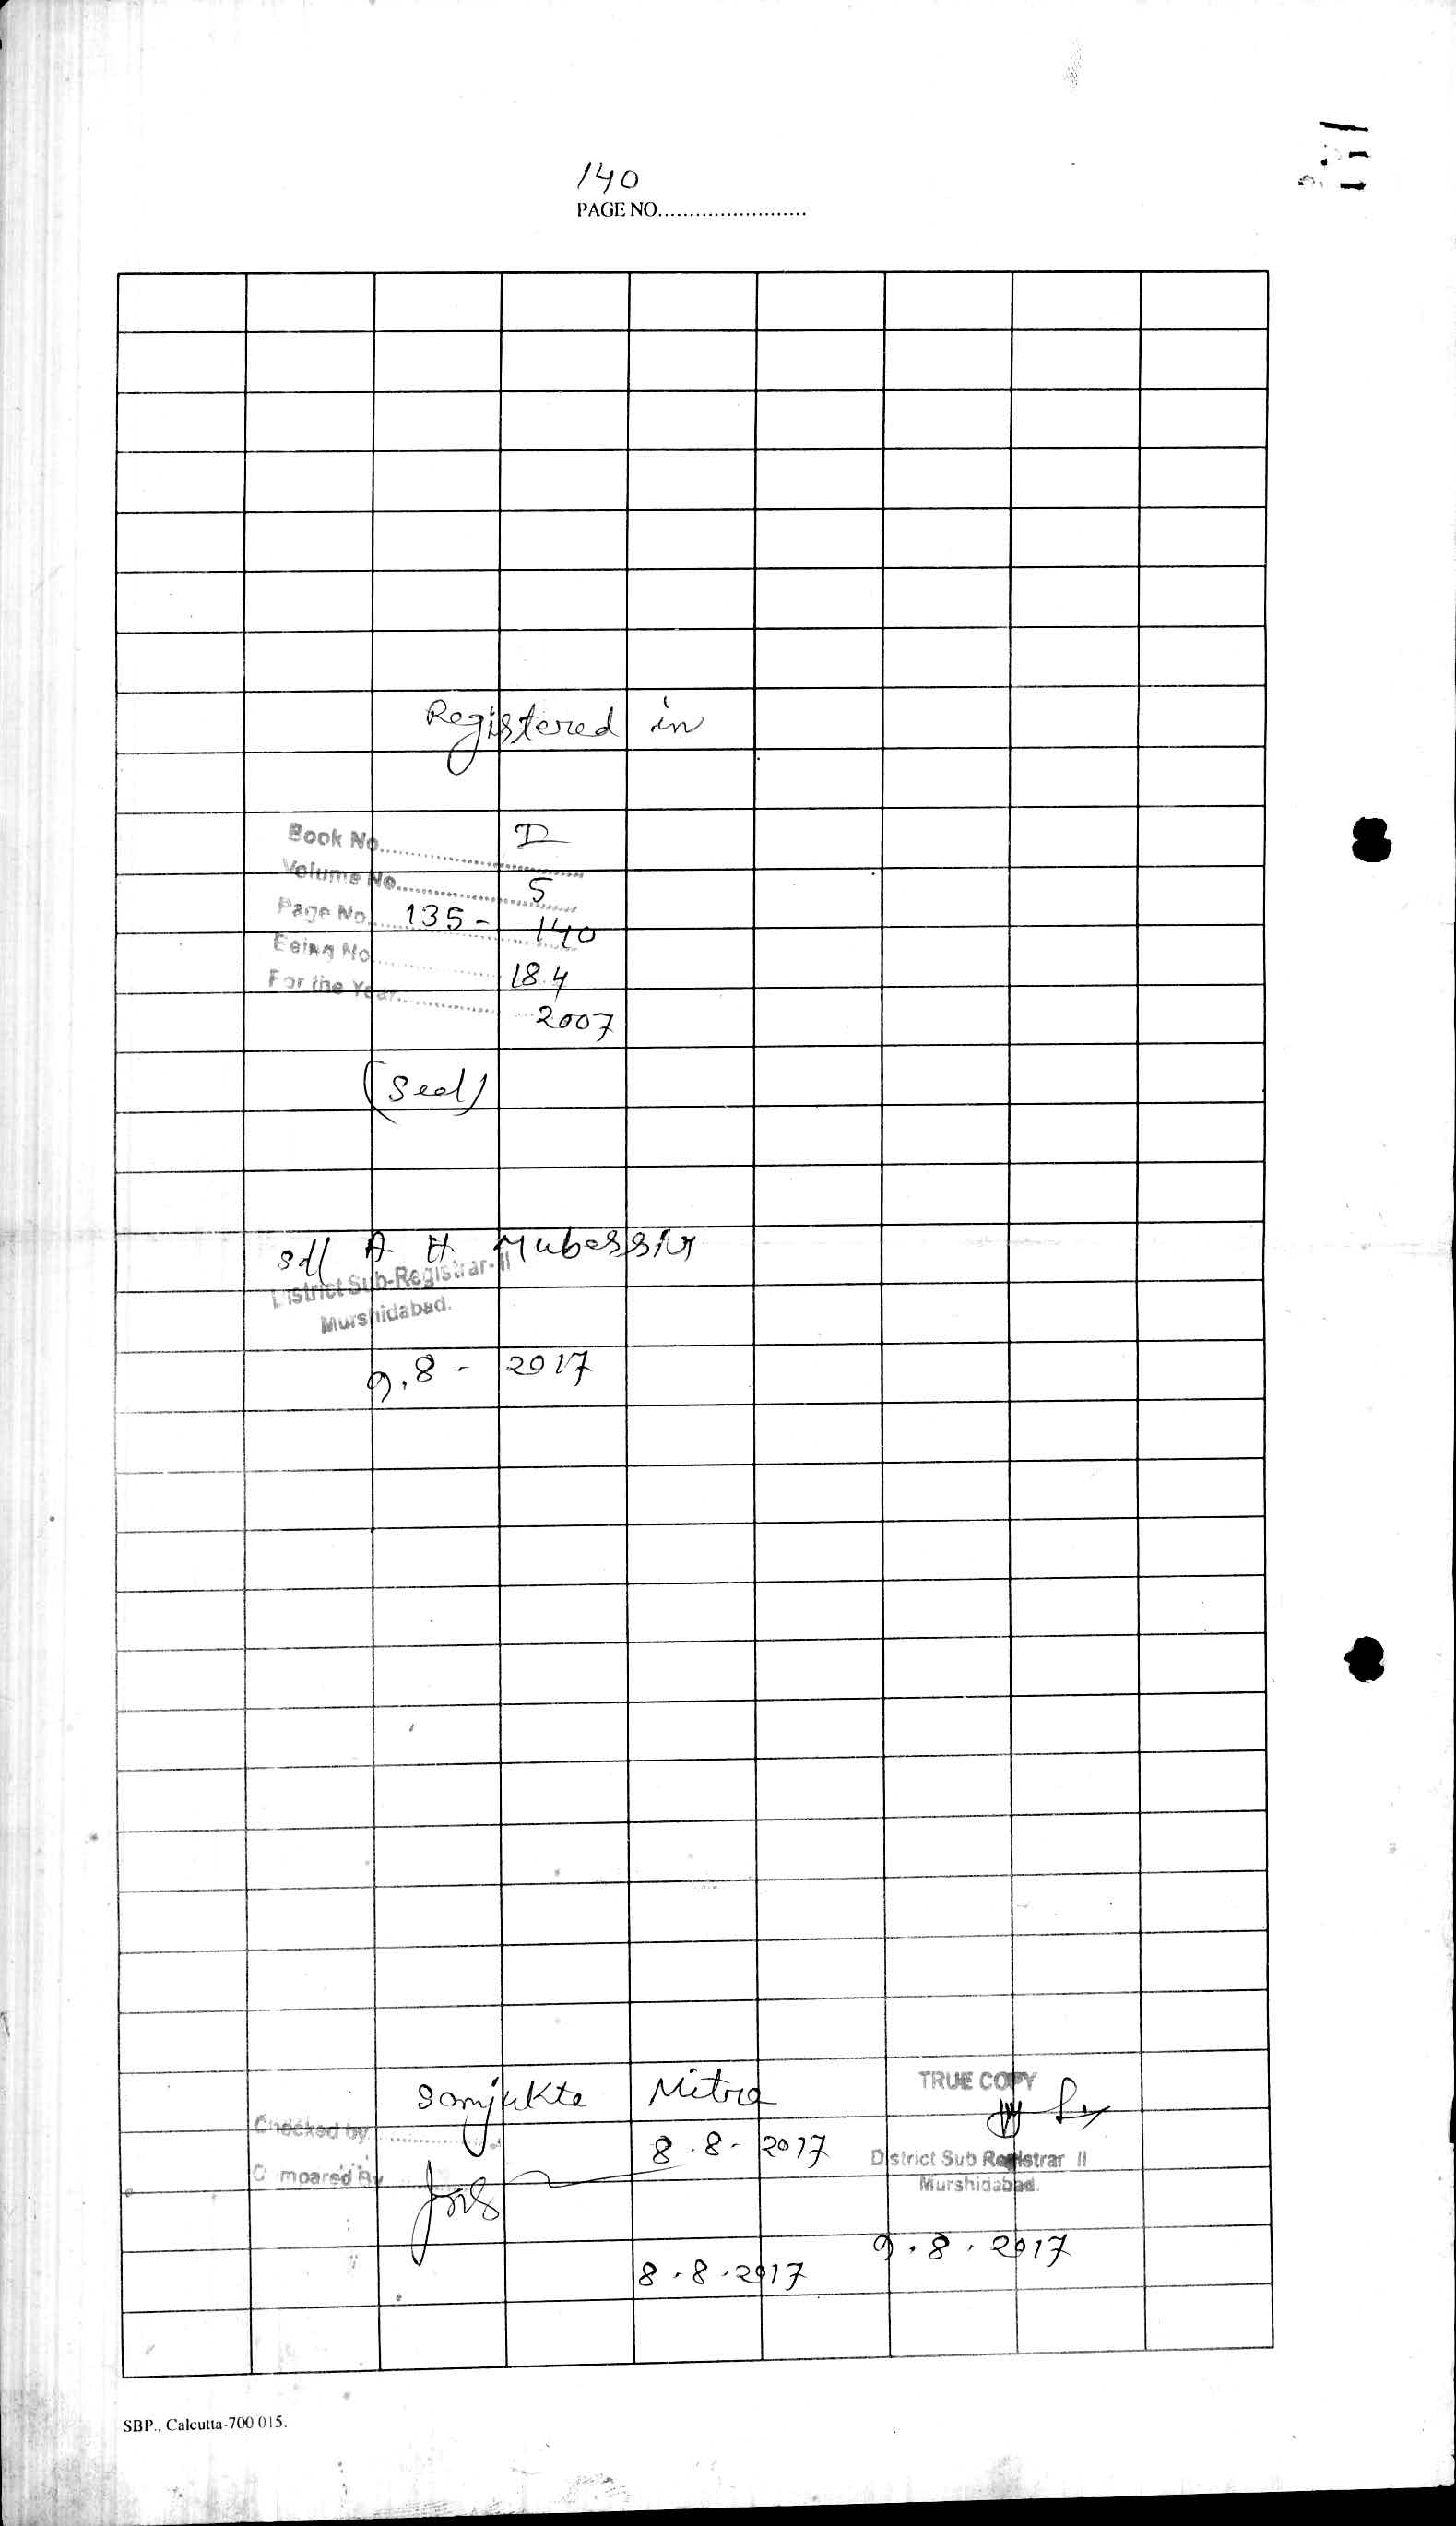 140
PAGE NO.........................
Registered in
Book No.......... I
Volume No.......... 5
Page No. 135 - 140
Being No.......... 184
For the Year.......... 2007
(Seal)
Sd/ A. H. Mubassir
District Sub-Registrar-II
Murshidabad.
9.8-2017
Sanjukta Mitra
Checked by
8.8-2017
Compared By
8.8.2017
TRUE COPY
District Sub Registrar II
Murshidabad.
9.8.2017
SBP., Calcutta-700 015.